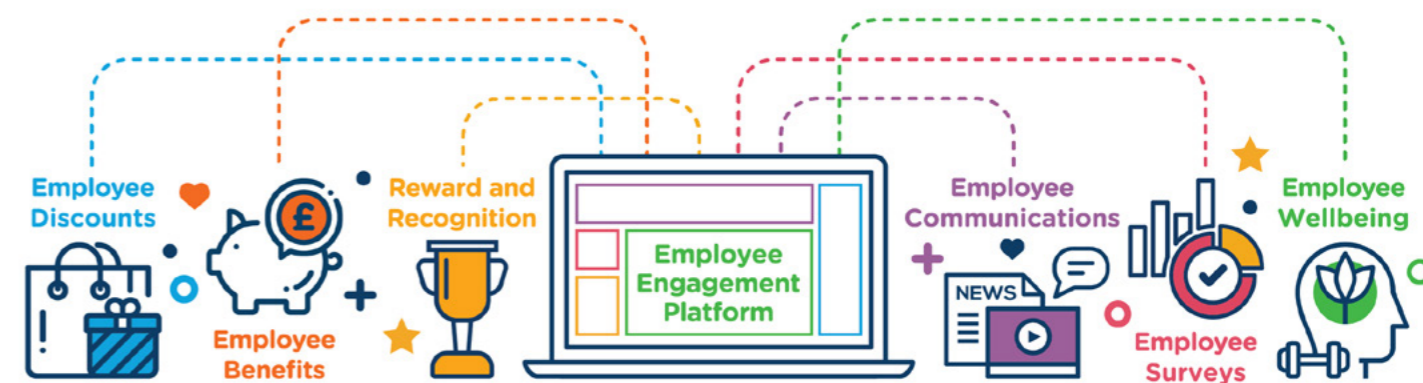 Employee
Discounts
£
Employee
Benefits
Reward and
Recognition
Employee
Engagement
Platform
Employee
Communications
NEWS
Employee
Surveys
Employee
Wellbeing